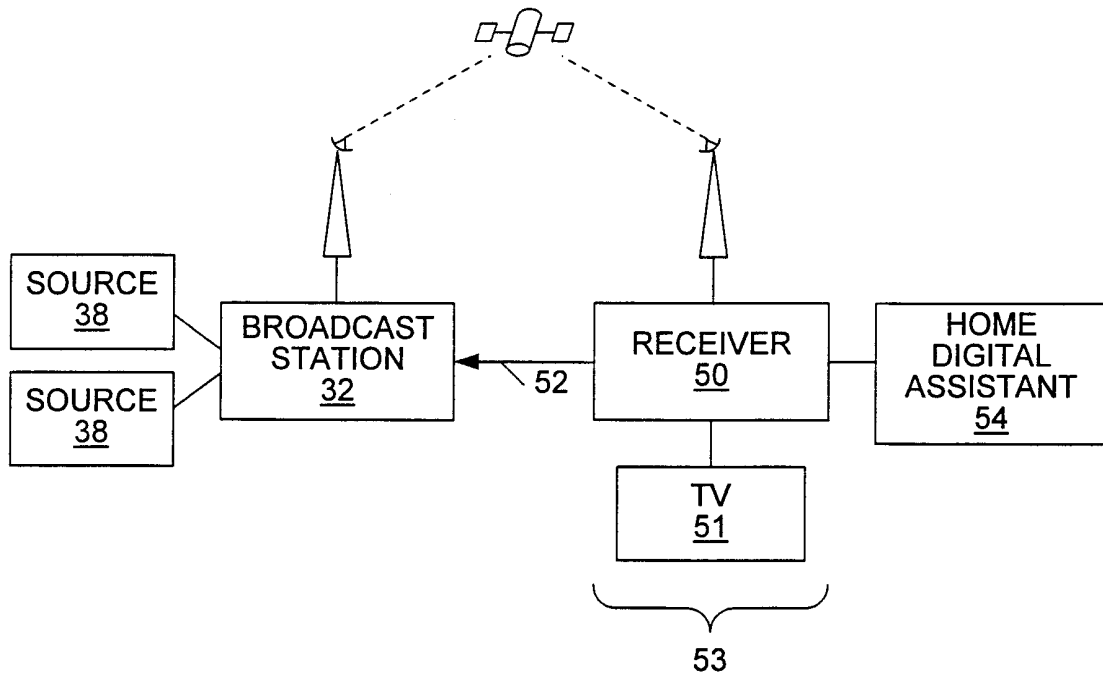 SOURCE
38
SOURCE
38
BROADCAST
STATION
32
52
RECEIVER
50
HOME
DIGITAL
ASSISTANT
54
TV
51
53